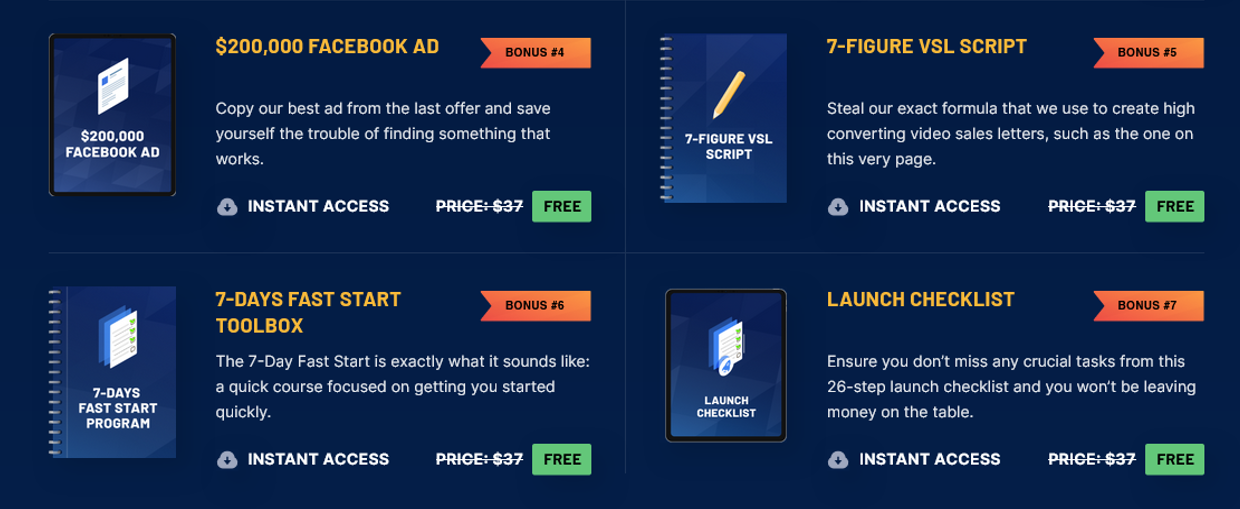 $200,000
FACEBOOK AD
$200,000 FACEBOOK AD
BONUS #4
Copy our best ad from the last offer and save
yourself the trouble of finding something that
works.
INSTANT ACCESS
PRICE: $37
FREE
7-FIGURE VSL
SCRIPT
7-FIGURE VSL SCRIPT
BONUS #5
Steal our exact formula that we use to create high
converting video sales letters, such as the one on
this very page.
INSTANT ACCESS
PRICE: $37
FREE
7-DAYS
FAST START
PROGRAM
7-DAYS FAST START
TOOLBOX
BONUS #6
The 7-Day Fast Start is exactly what it sounds like:
a quick course focused on getting you started
quickly.
INSTANT ACCESS
PRICE: $37
FREE
LAUNCH
CHECKLIST
LAUNCH CHECKLIST
BONUS #7
Ensure you don’t miss any crucial tasks from this
26-step launch checklist and you won’t be leaving
money on the table.
INSTANT ACCESS
PRICE: $37
FREE